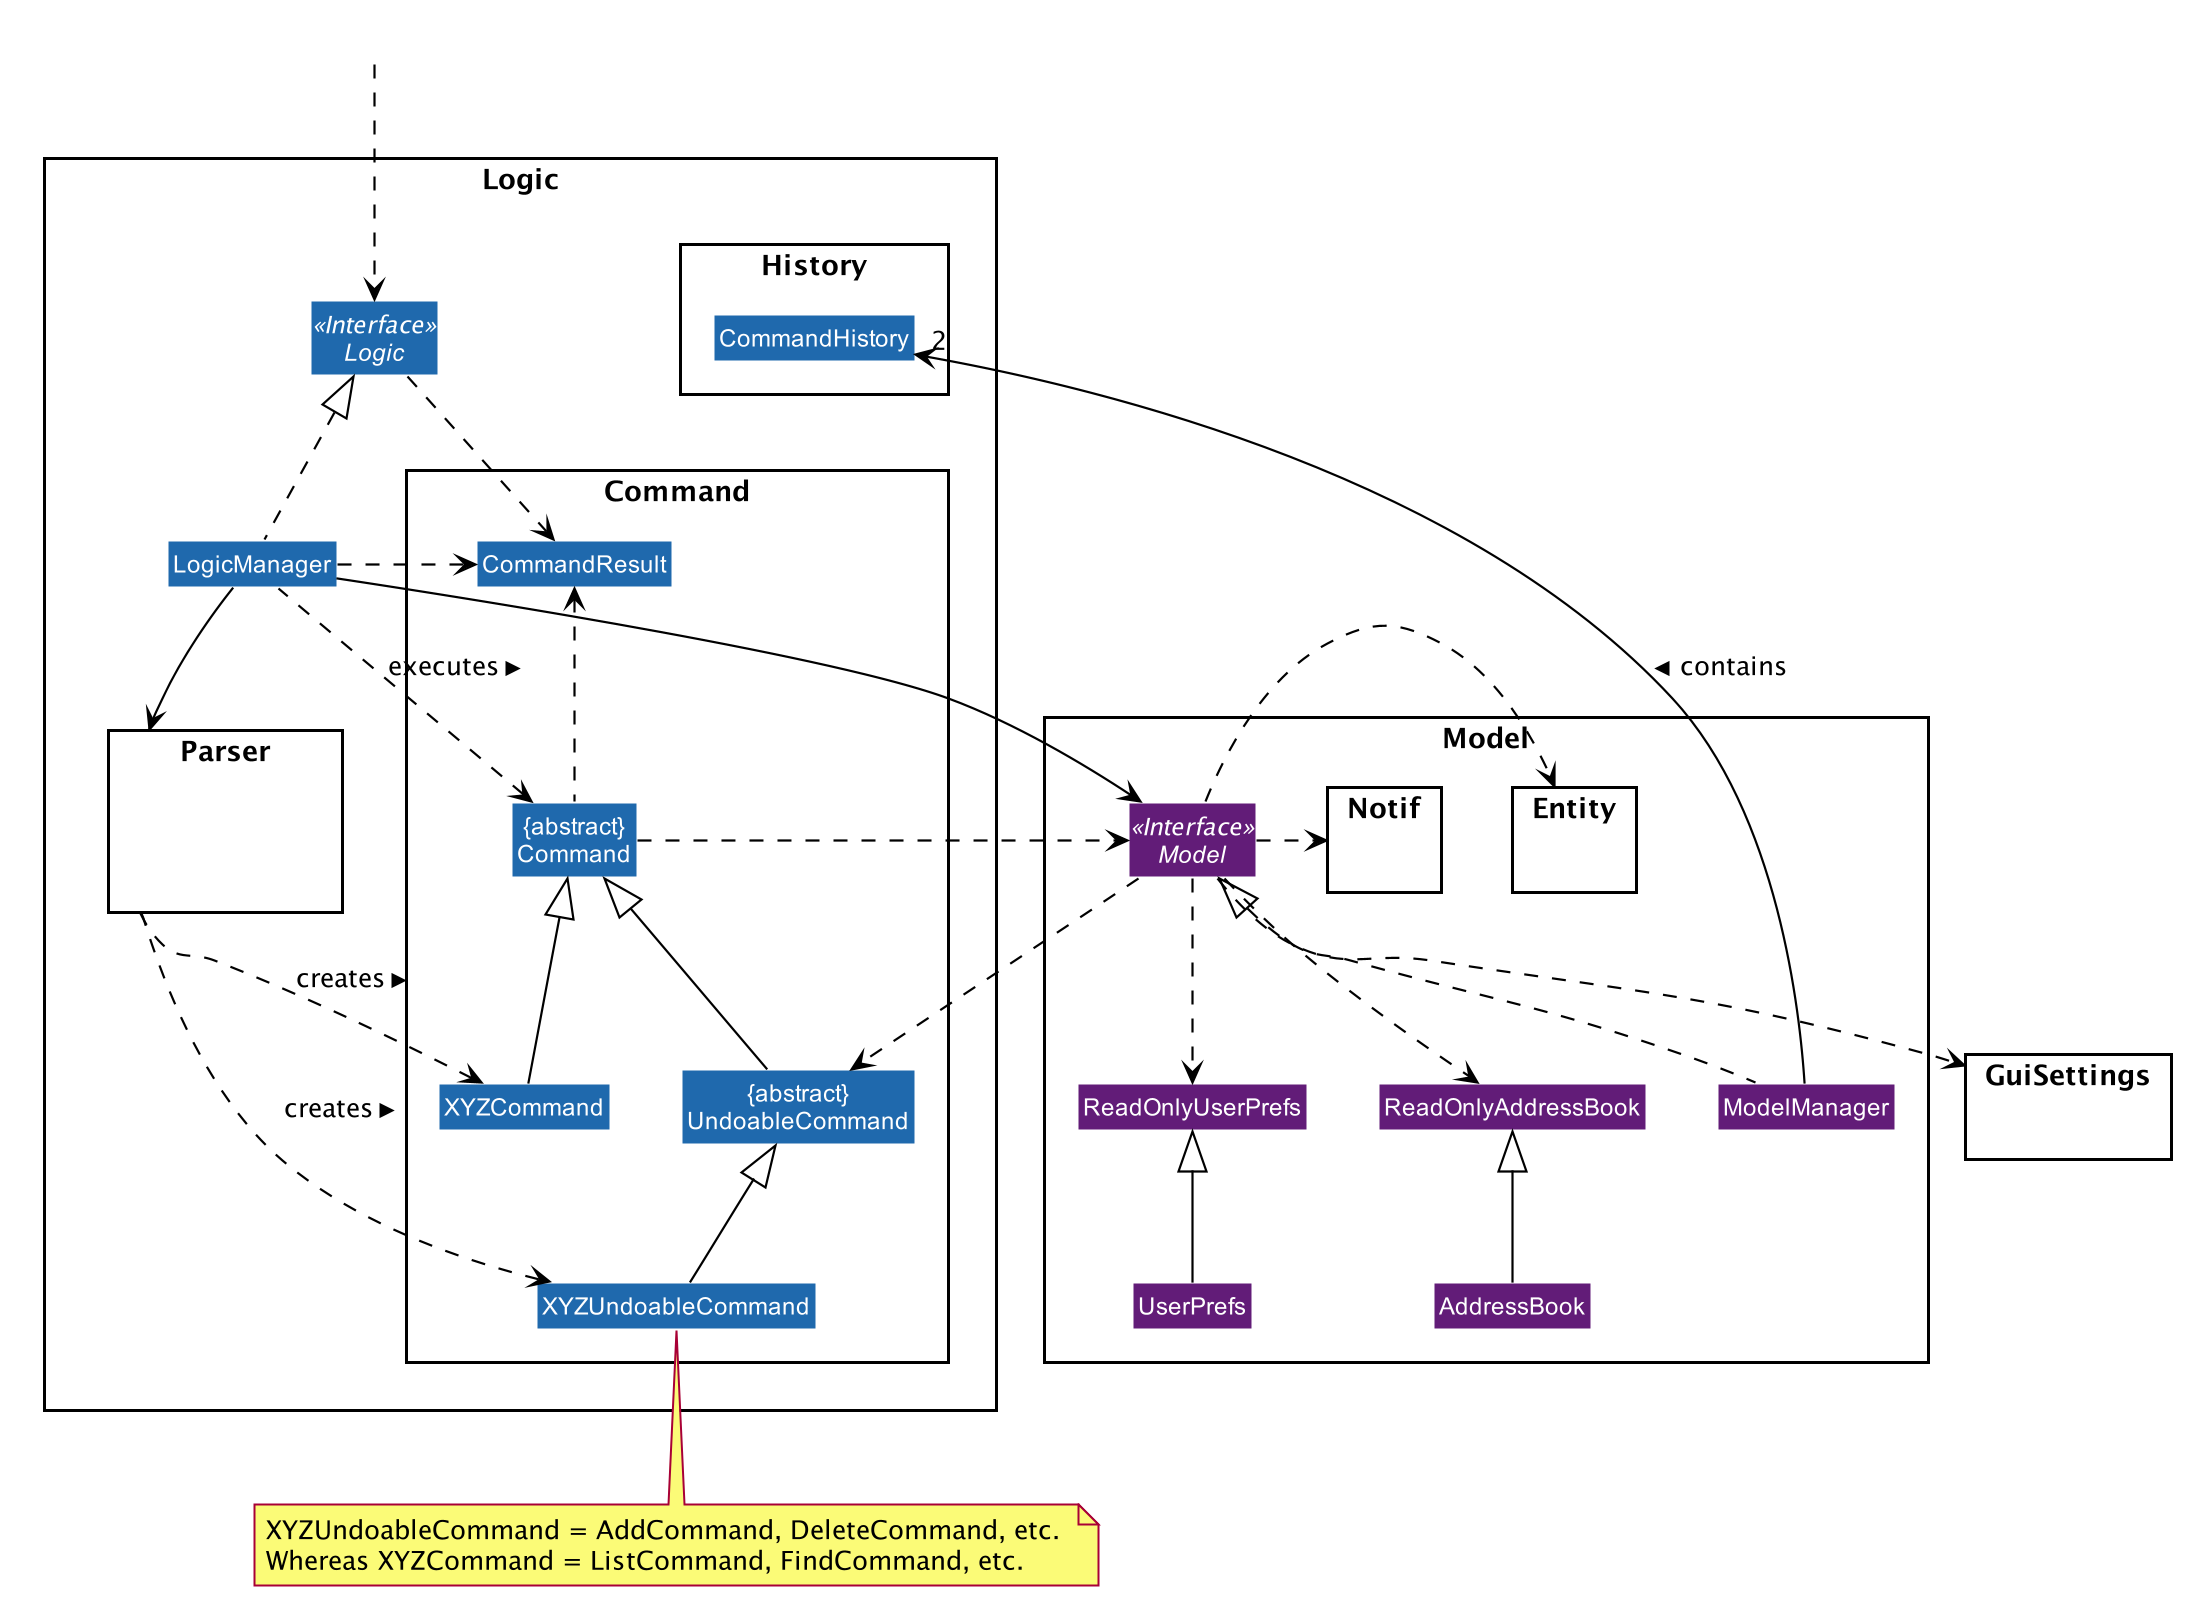 Logic
History
«Interface»
Logic
CommandHistory
2
Command
LogicManager
CommandResult
executes ▶
◀ contains
Parser
Model
{abstract}
Command
«Interface»
Model
Notif
Entity
creates ▶
creates ▶
XYZCommand
{abstract}
UndoableCommand
ReadOnlyUserPrefs
ReadOnlyAddressBook
ModelManager
GuiSettings
XYZUndoableCommand
UserPrefs
AddressBook
XYZUndoableCommand = AddCommand, DeleteCommand, etc.
Whereas XYZCommand = ListCommand, FindCommand, etc.